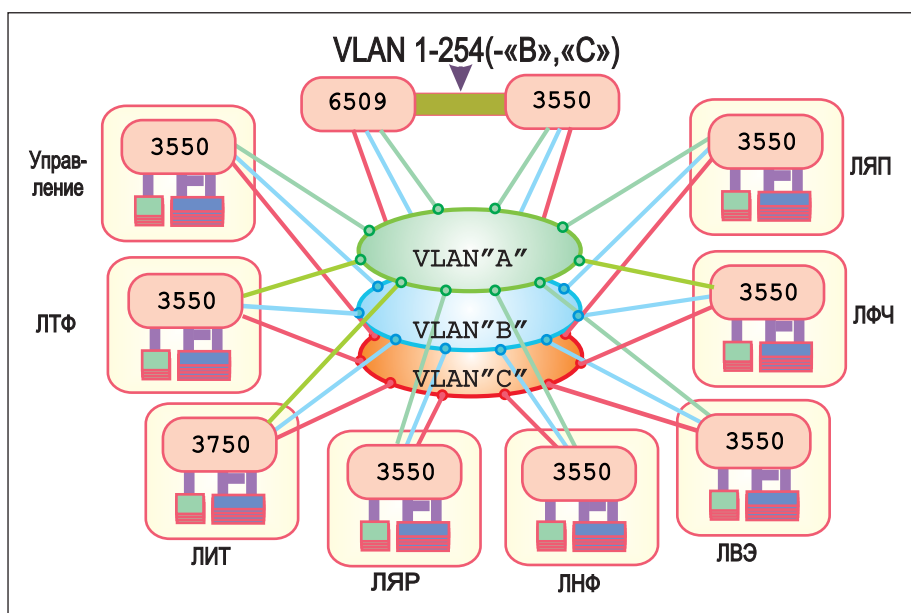 VLAN 1-254(-«B»,«C»)
6509
3550
3550
Управ-
ление
3550
ЛЯП
VLAN"A"
3550
ЛТФ
3550
ЛФЧ
VLAN"B"
VLAN"C"
3750
3550
3550
3550
ЛИТ
ЛЯР
ЛНФ
ЛВЭ